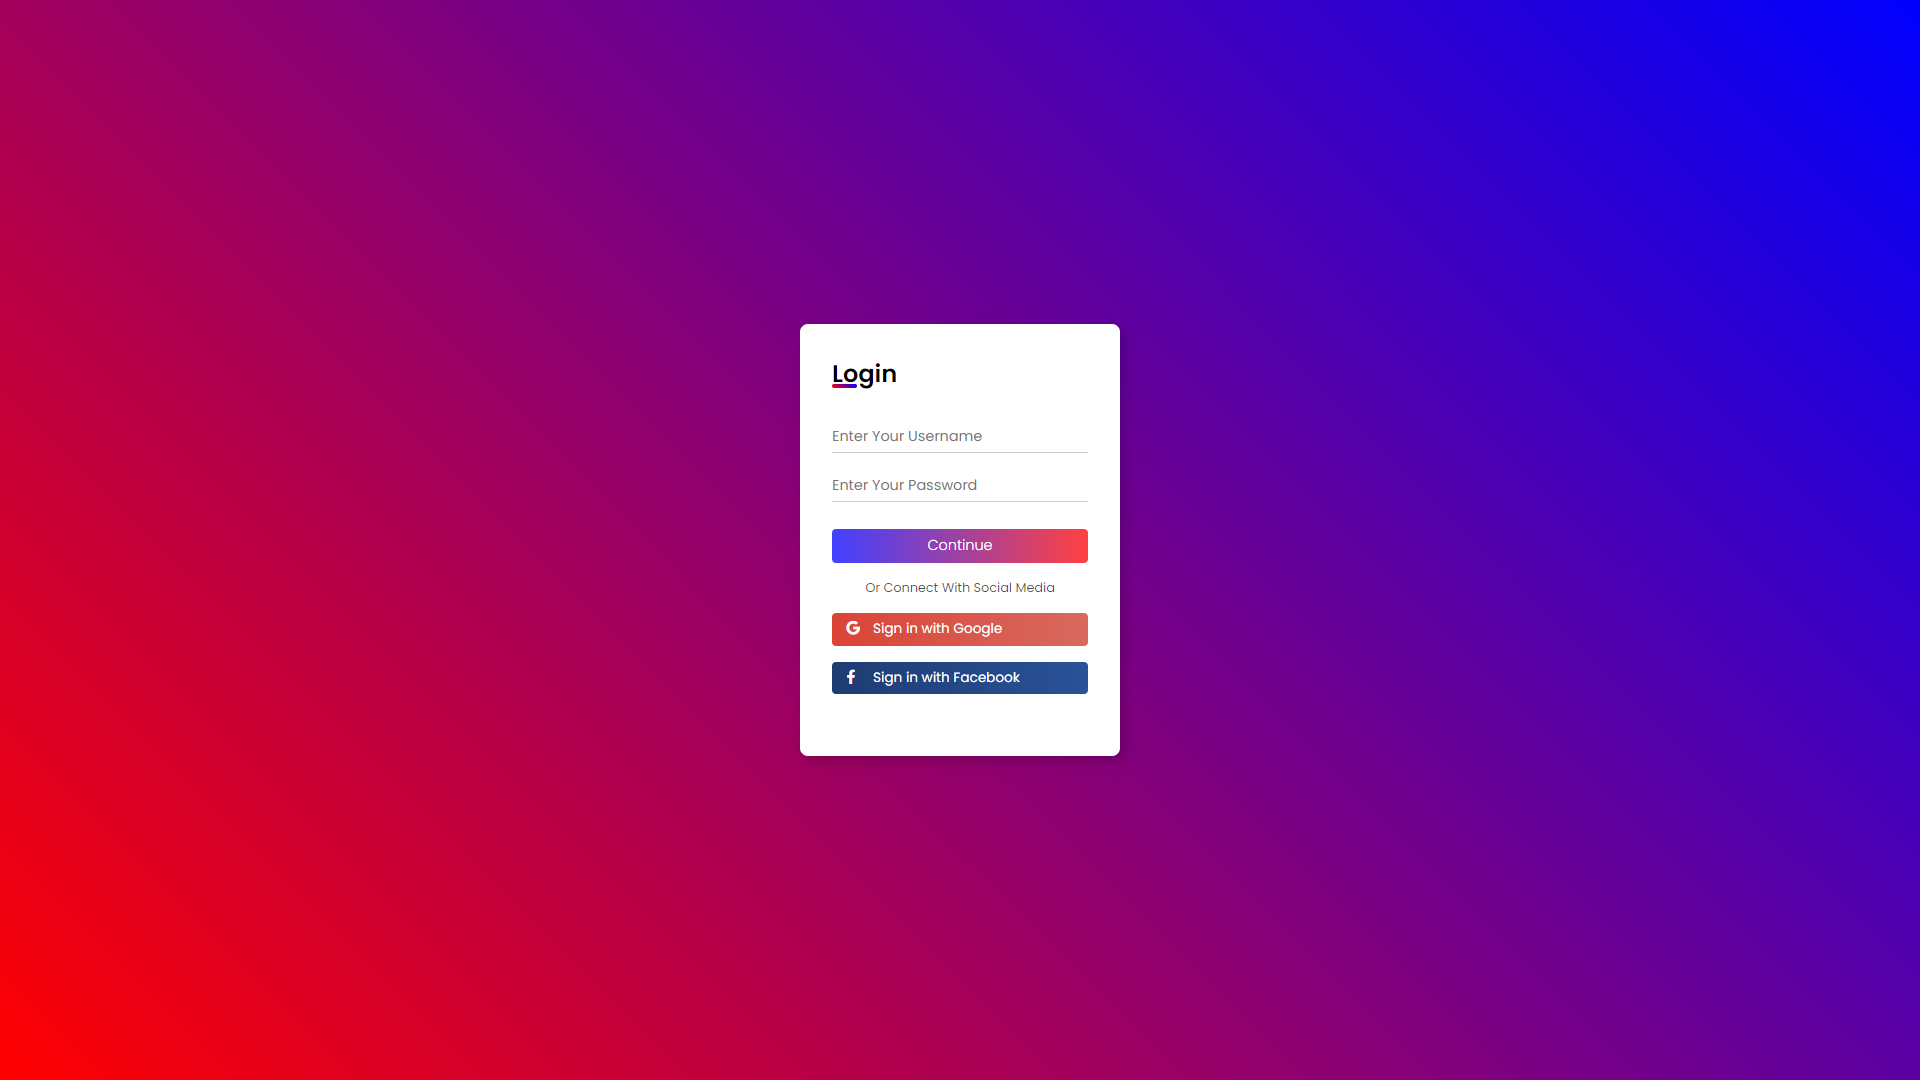 Login
Enter Your Username
Enter Your Password
Continue
Or Connect With Social Media
Sign in with Google
Sign in with Facebook